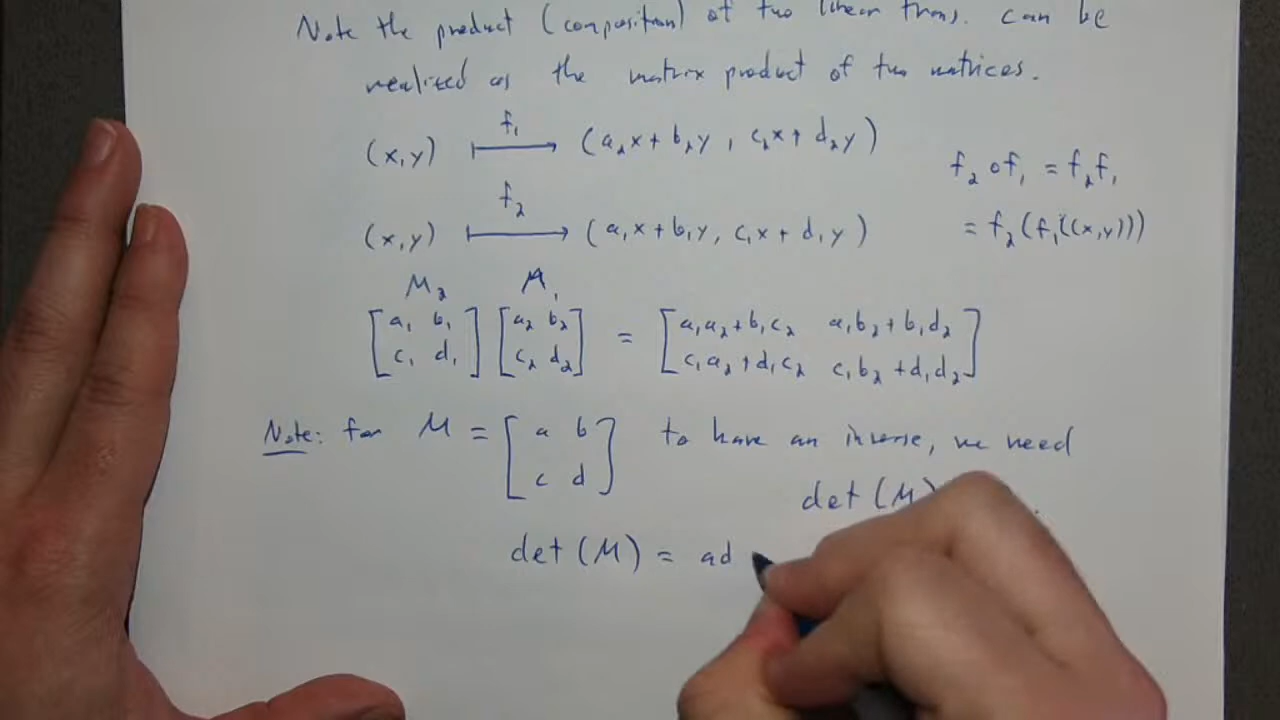 Note the product (composition) of two linear trans. can be
realized as the matrix product of two matrices.
(x,y) f₁ ⟼ (a₂x + b₂y , c₂x + d₂y)
f₂ ∘ f₁ = f₂f₁
(x,y) f₂ ⟼ (a₁x + b₁y, c₁x + d₁y)
= f₂(f₁((x,y)))
M₂ M₁
[a₁ b₁; c₁ d₁] [a₂ b₂; c₂ d₂] = [a₁a₂ + b₁c₂ a₁b₂ + b₁d₂; c₁a₂ + d₁c₂ c₁b₂ + d₁d₂]
Note: for M = [a b; c d] to have an inverse, we need
det (M)
det (M) = ad